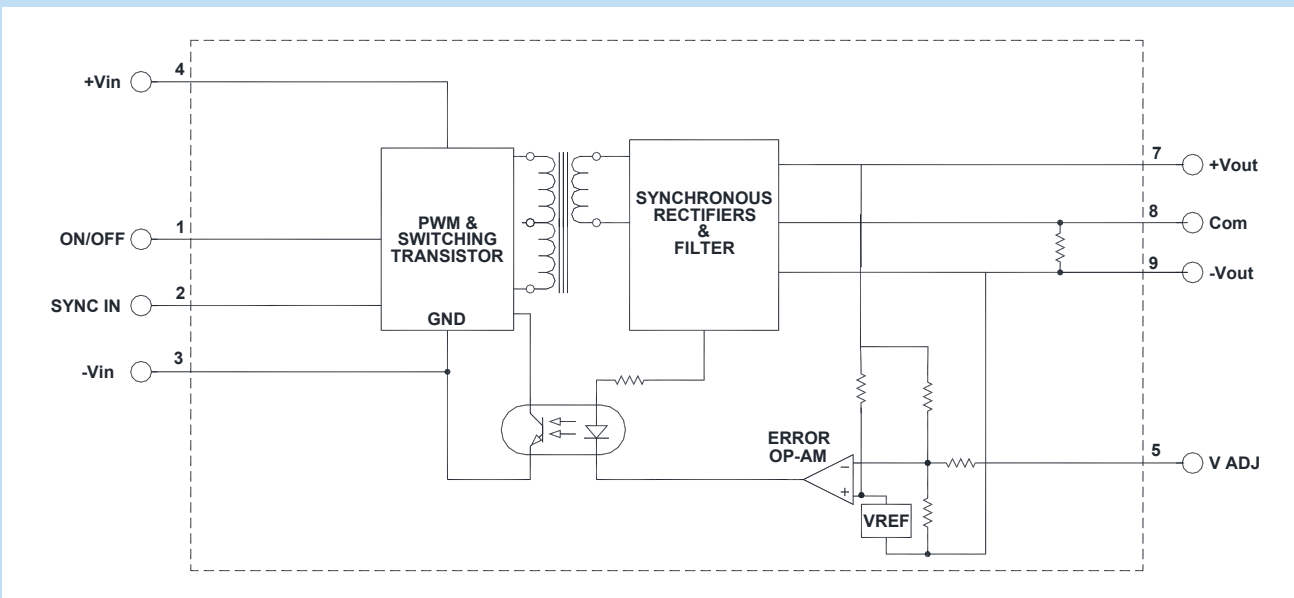 4
+Vin
1
ON/OFF
2
SYNC IN
3
-Vin
PWM &
SWITCHING
TRANSISTOR
GND
SYNCHRONOUS
RECTIFIERS
&
FILTER
7
+Vout
8
Com
9
-Vout
ERROR
OP-AM
−
+
VREF
5
V ADJ